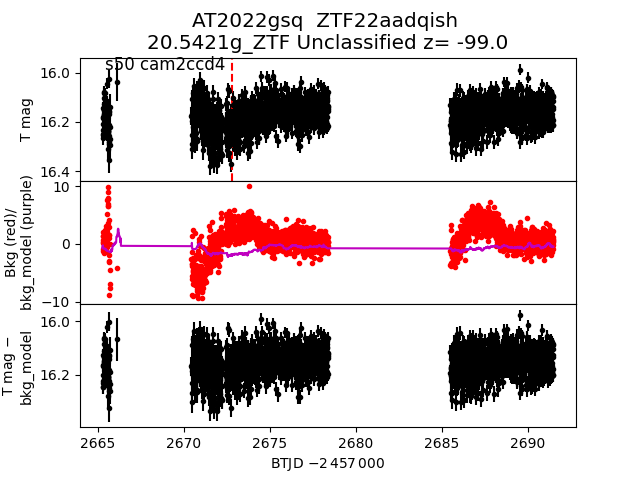 AT2022gsq  ZTF22aadqish
20.5421g_ZTF Unclassified z= -99.0
s50 cam2ccd4
16.0
16.2
16.4
T mag
10
0
−10
Bkg (red)/
bkg_model (purple)
16.0
16.2
T mag −
bkg_model
2665 2670 2675 2680 2685 2690
BTJD −2 457 000